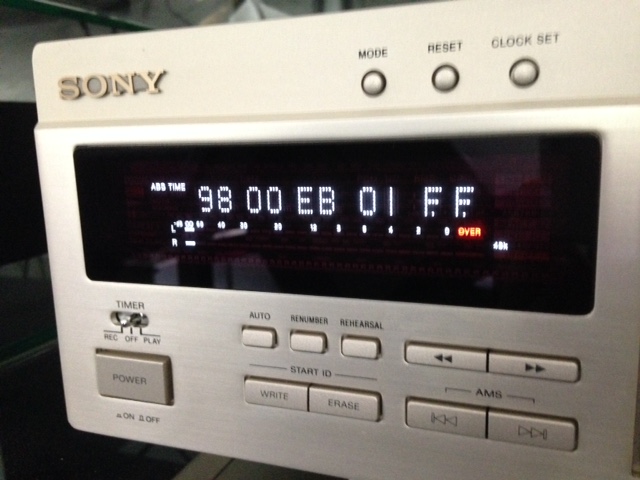 SONY
MODE RESET CLOCK SET
ABS TIME
98 00 EB 01 FF
L
OVER
R
48k
TIMER
REC OFF PLAY
AUTO RENUMBER REHEARSAL
START ID
WRITE ERASE
AMS
POWER
ON OFF